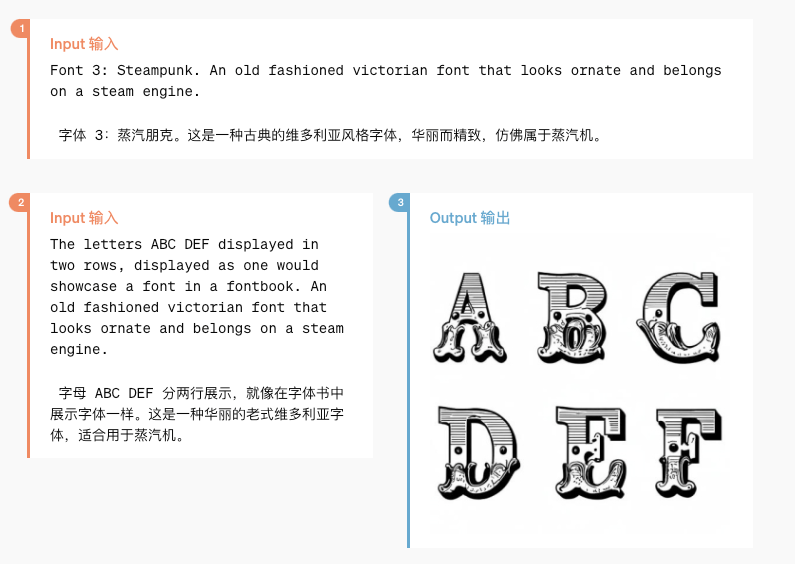 1
Input 输入
Font 3: Steampunk. An old fashioned victorian font that looks ornate and belongs
on a steam engine.
字体 3: 蒸汽朋克。这是一种古典的维多利亚风格字体, 华丽而精致, 仿佛属于蒸汽机。
2
Input 输入
The letters ABC DEF displayed in
two rows, displayed as one would
showcase a font in a fontbook. An
old fashioned victorian font that
looks ornate and belongs on a steam
engine.
字母 ABC DEF 分两行展示, 就像在字体书中
展示字体一样。这是一种华丽的老式维多利亚字
体, 适合用于蒸汽机。
3
Output 输出
A B C
D E F